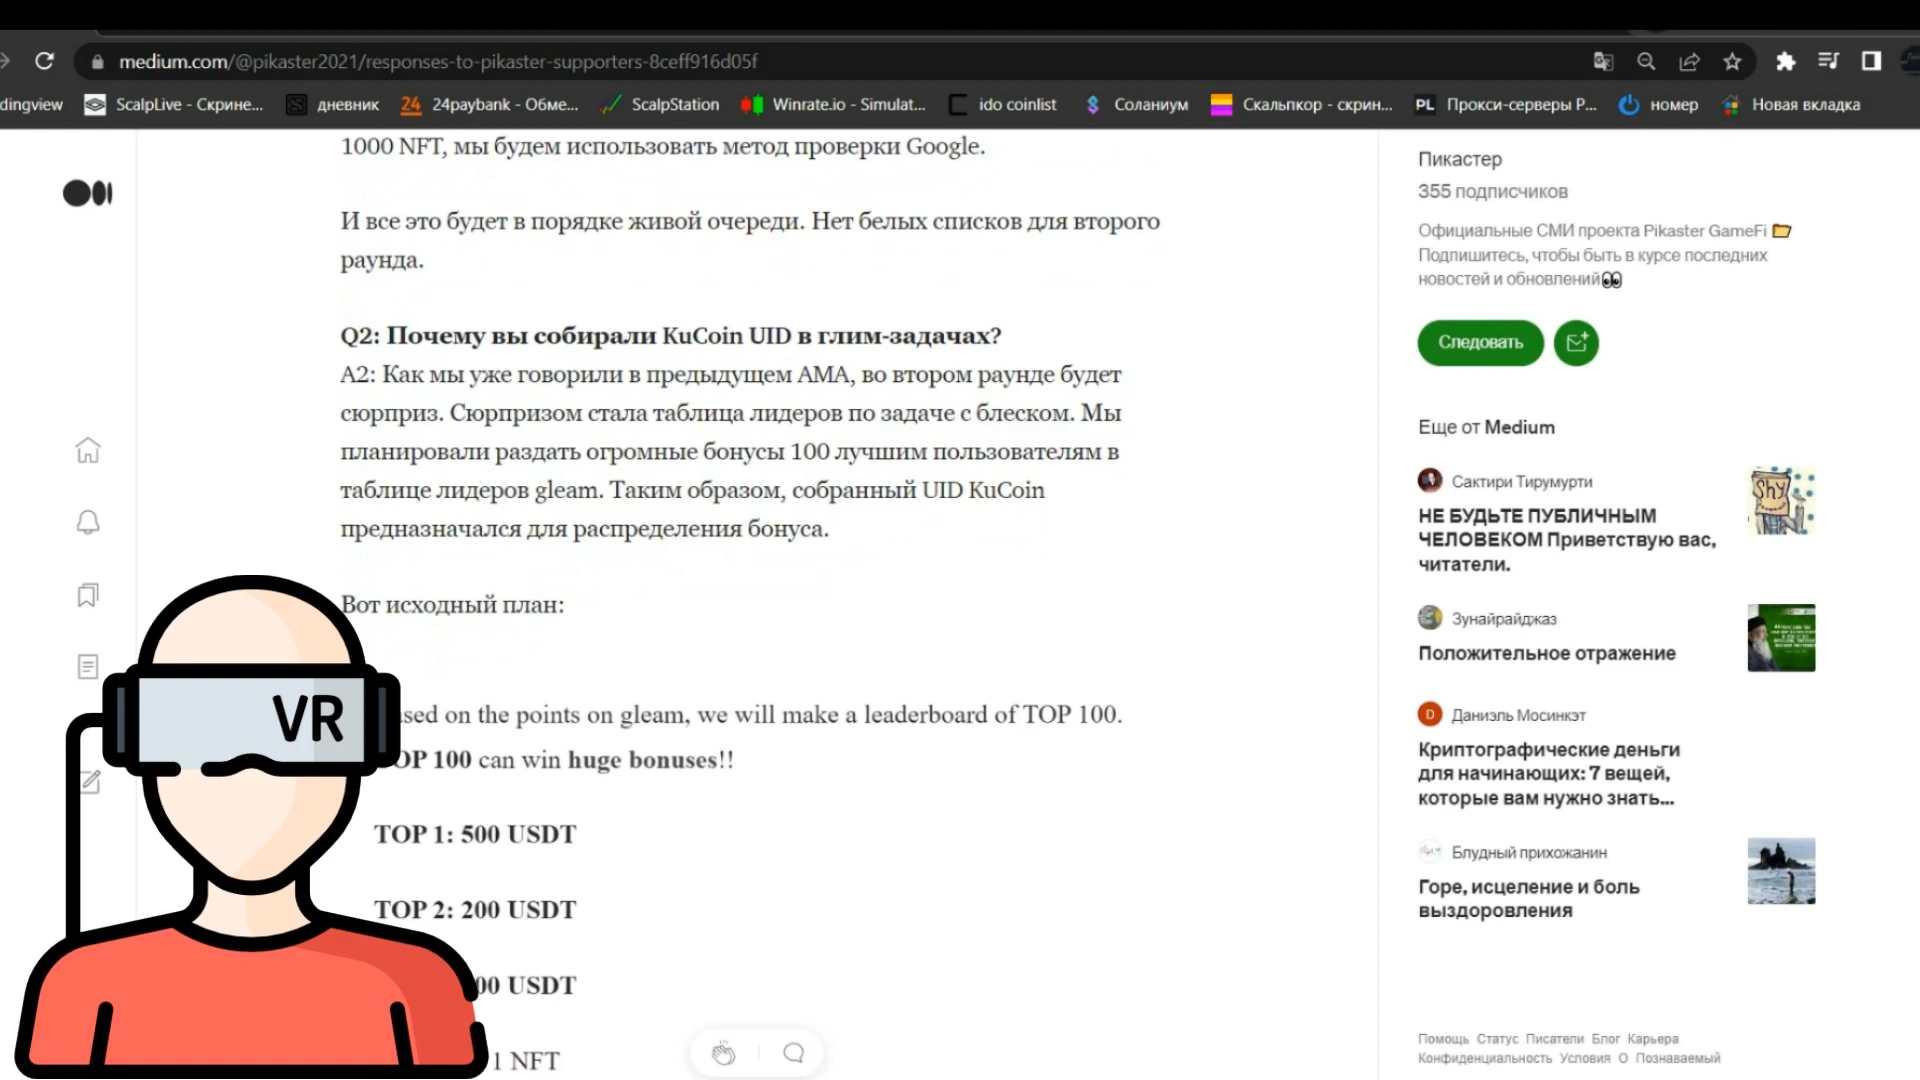 medium.com/@pikaster2021/responses-to-pikaster-supporters-8ceff916d05f
dingview ScalpLive - Скрине... дневник 24 24paybank - Обме... ScalpStation Winrate.io - Simulat... ido coinlist Соланиум Скальпкор - скрин... PL Прокси-серверы Р... номер Новая вкладка
1000 NFT, мы будем использовать метод проверки Google.
И все это будет в порядке живой очереди. Нет белых списков для второго
раунда.
Q2: Почему вы собирали KuCoin UID в глим-задачах?
A2: Как мы уже говорили в предыдущем AMA, во втором раунде будет
сюрприз. Сюрпризом стала таблица лидеров по задаче с блеском. Мы
планировали раздать огромные бонусы 100 лучшим пользователям в
таблице лидеров gleam. Таким образом, собранный UID KuCoin
предназначался для распределения бонуса.
Вот исходный план:
sed on the points on gleam, we will make a leaderboard of TOP 100.
OP 100 can win huge bonuses!!
TOP 1: 500 USDT
TOP 2: 200 USDT
00 USDT
1 NFT
VR
Пикастер
355 подписчиков
Официальные СМИ проекта Pikaster GameFi
Подпишитесь, чтобы быть в курсе последних
новостей и обновлений
Следовать
Еще от Medium
Сактири Тирумурти
НЕ БУДЬТЕ ПУБЛИЧНЫМ
ЧЕЛОВЕКОМ Приветствую вас,
читатели.
Shy
Зунайрайджаз
Положительное отражение
D Даниэль Мосинкэт
Криптографические деньги
для начинающих: 7 вещей,
которые вам нужно знать...
Блудный прихожанин
Горе, исцеление и боль
выздоровления
Помощь Статус Писатели Блог Карьера
Конфиденциальность Условия О Познаваемый